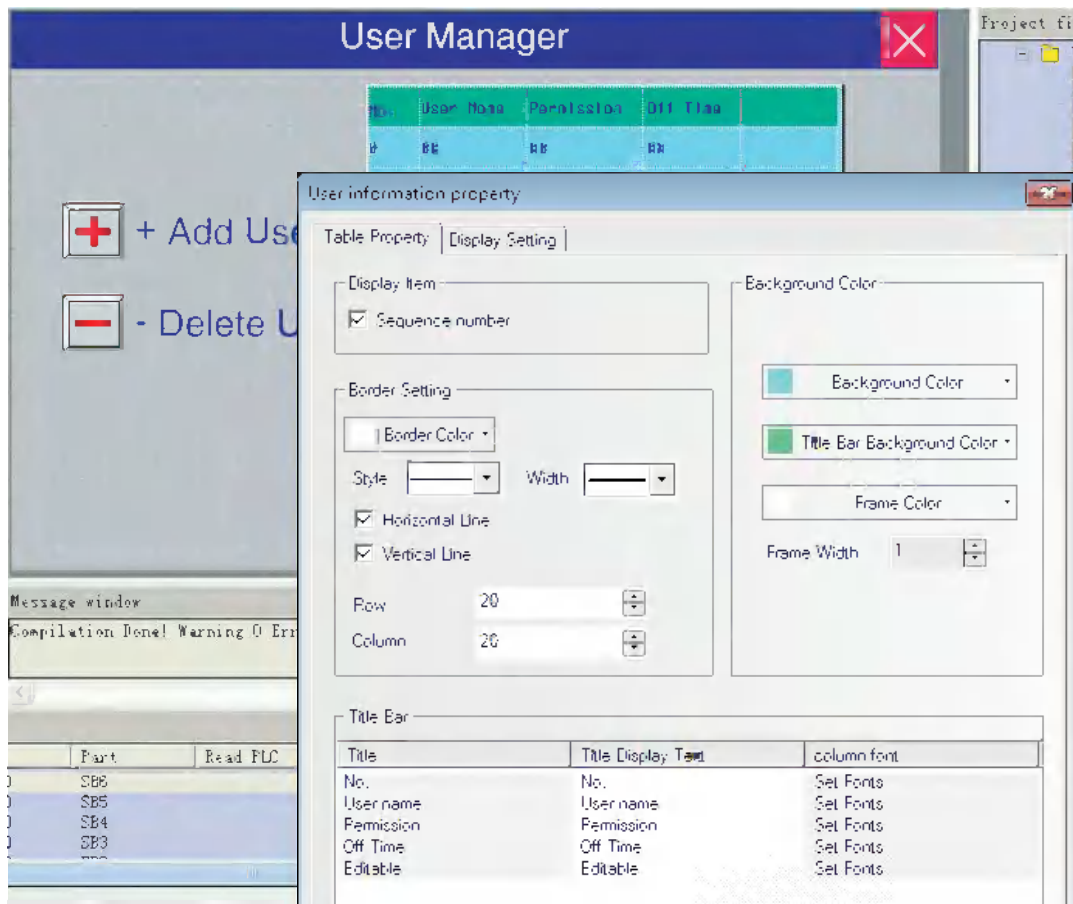 User Manager
Project fi
User Name Permission Off Time
## ## ##
+ Add Use
- Delete U
User information property
Table Property
Display Setting
Display Item
Sequence number
Background Color
Background Color
Title Bar Background Color
Frame Color
Frame Width 1
Border Setting
Border Color
Style
Width
Horizontal Line
Vertical Line
Row 20
Column 20
Message window
Compilation Done! Warning 0 Err
Part Read PLC
SB6
SB5
SB4
SB3
Title Bar
Title Title Display Text column font
No. No. Set Fonts
User name User name Set Fonts
Permission Permission Set Fonts
Off Time Off Time Set Fonts
Editable Editable Set Fonts